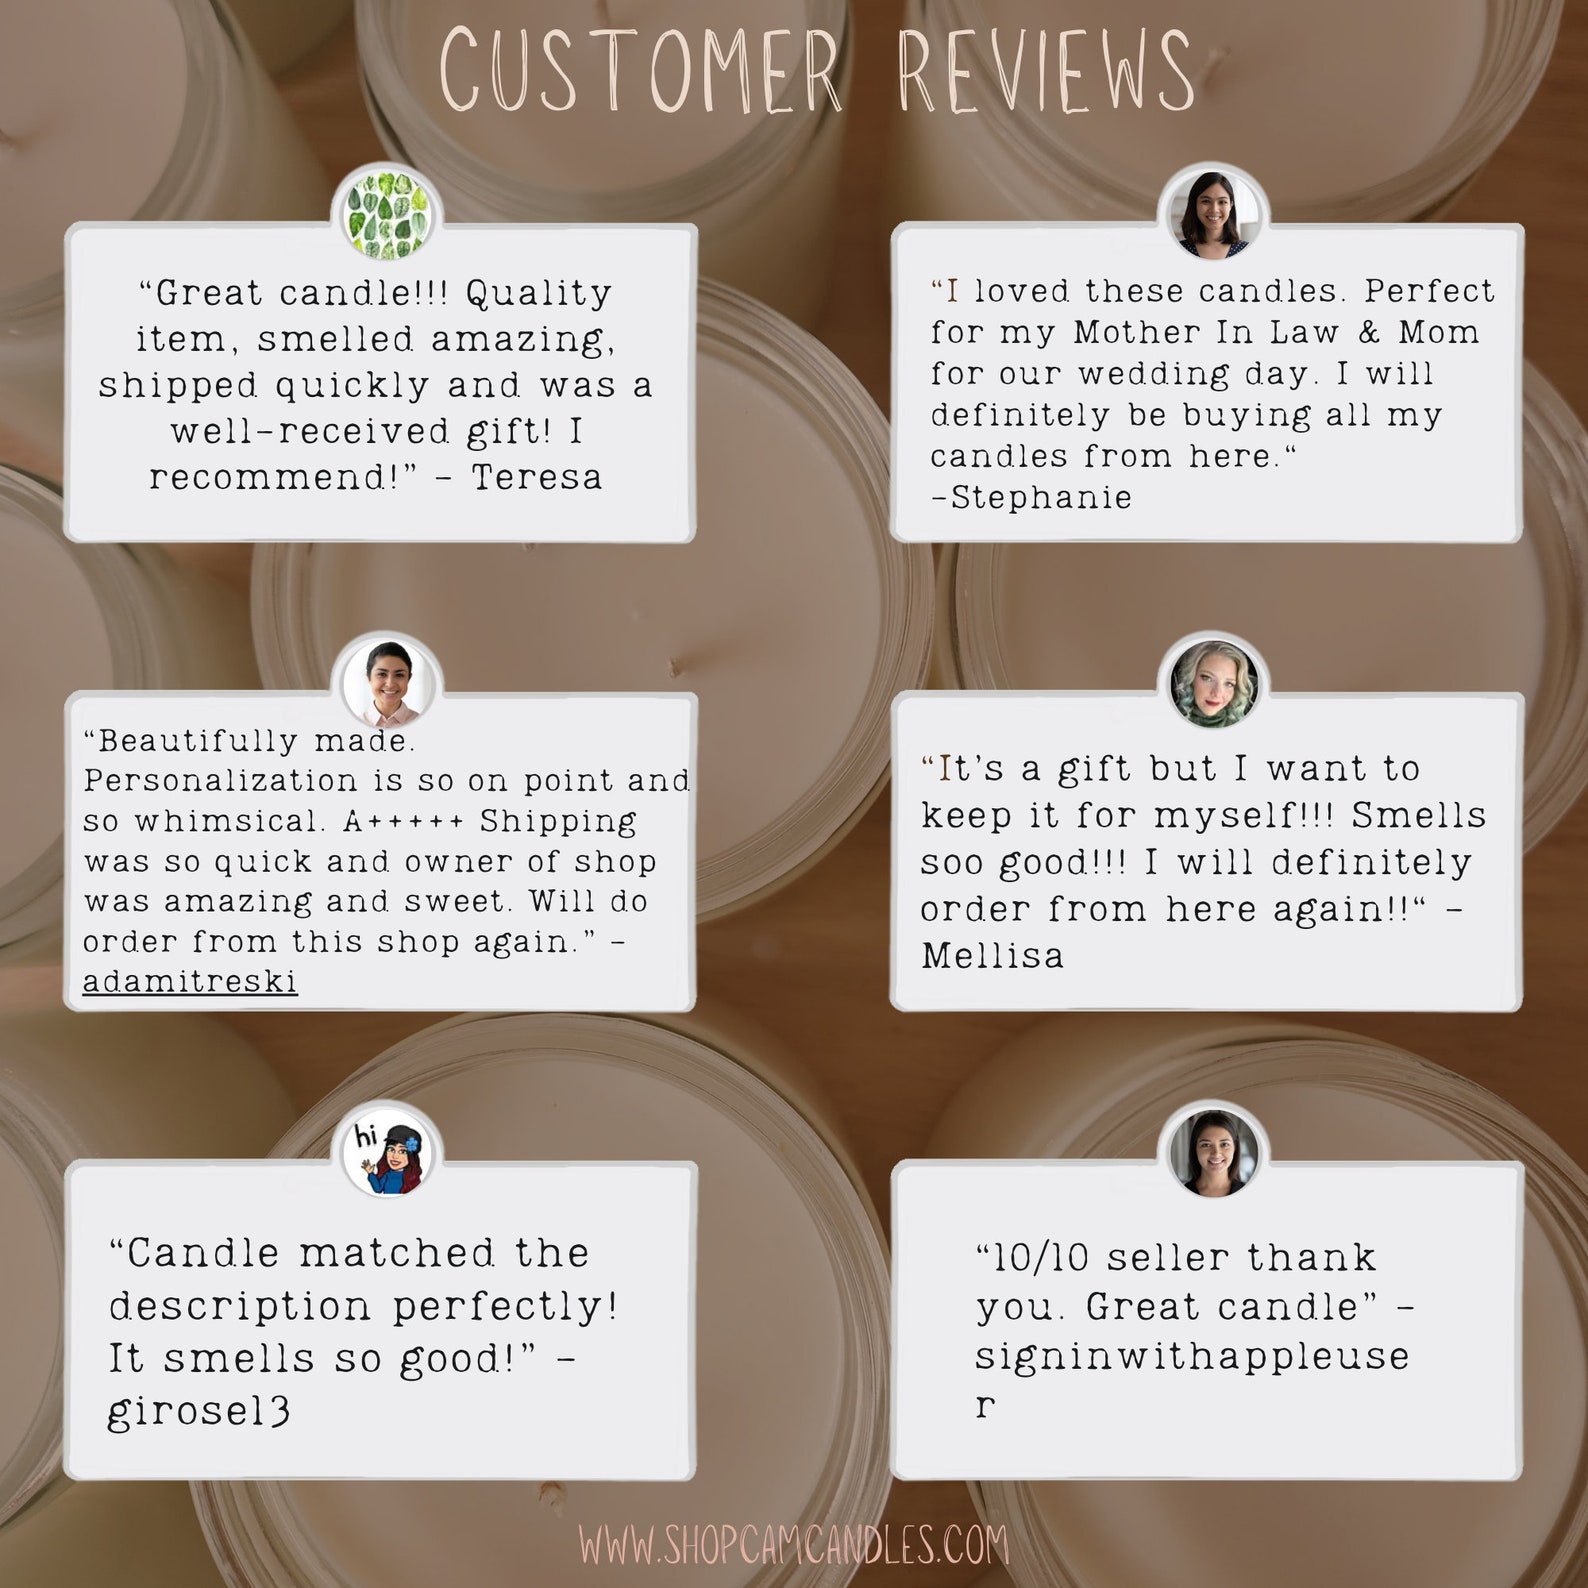 CUSTOMER REVIEWS
“Great candle!!! Quality
item, smelled amazing,
shipped quickly and was a
well-received gift! I
recommend!” - Teresa
“I loved these candles. Perfect
for my Mother In Law & Mom
for our wedding day. I will
definitely be buying all my
candles from here.“
-Stephanie
“Beautifully made.
Personalization is so on point and
so whimsical. A+++++ Shipping
was so quick and owner of shop
was amazing and sweet. Will do
order from this shop again.” -
adamitreski
“It’s a gift but I want to
keep it for myself!!! Smells
soo good!!! I will definitely
order from here again!!“ -
Mellisa
hi
“Candle matched the
description perfectly!
It smells so good!” -
girose13
“10/10 seller thank
you. Great candle” -
signinwithappleuse
r
WWW.SHOPCAMCANDLES.COM